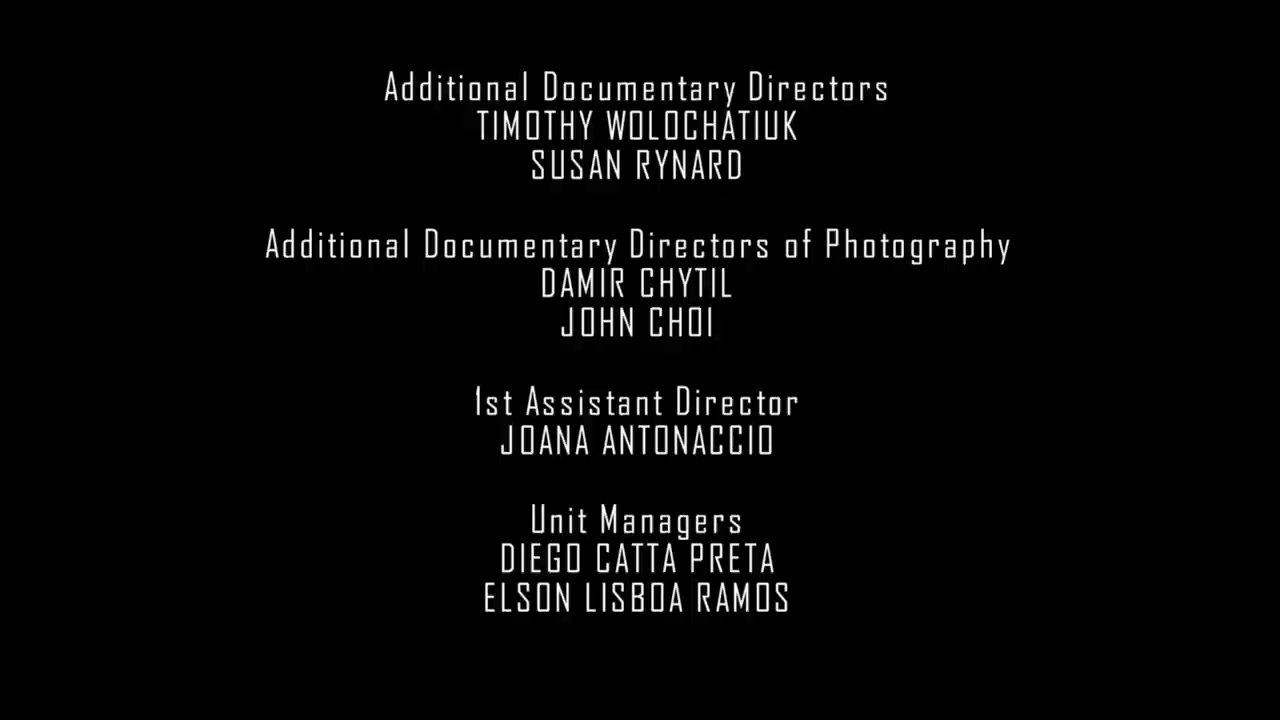 Additional Documentary Directors
TIMOTHY WOLOCHATIUK
SUSAN RYNARD
Additional Documentary Directors of Photography
DAMIR CHYTIL
JOHN CHOI
1st Assistant Director
JOANA ANTONACCIO
Unit Managers
DIEGO CATTA PRETA
ELSON LISBOA RAMOS